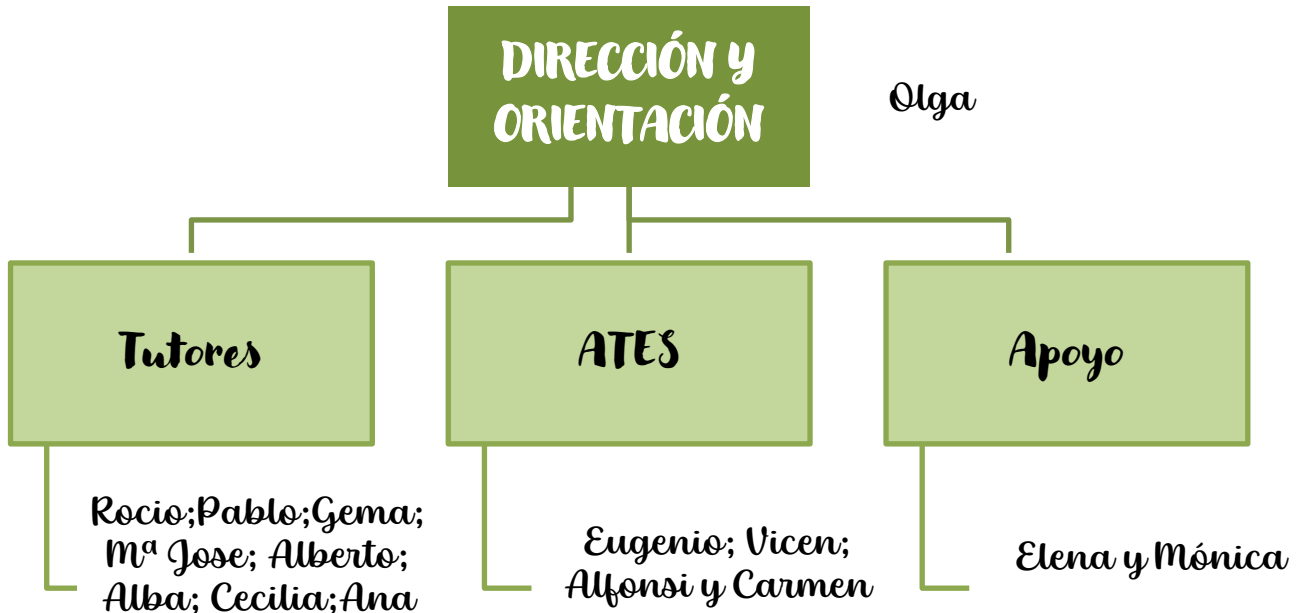 DIRECCIÓN Y
ORIENTACIÓN
Olga
Tutores
ATES
Apoyo
Rocio;Pablo;Gema;
Mª Jose; Alberto;
Alba; Cecilia;Ana
Eugenio; Vicen;
Alfonsi y Carmen
Elena y Mónica